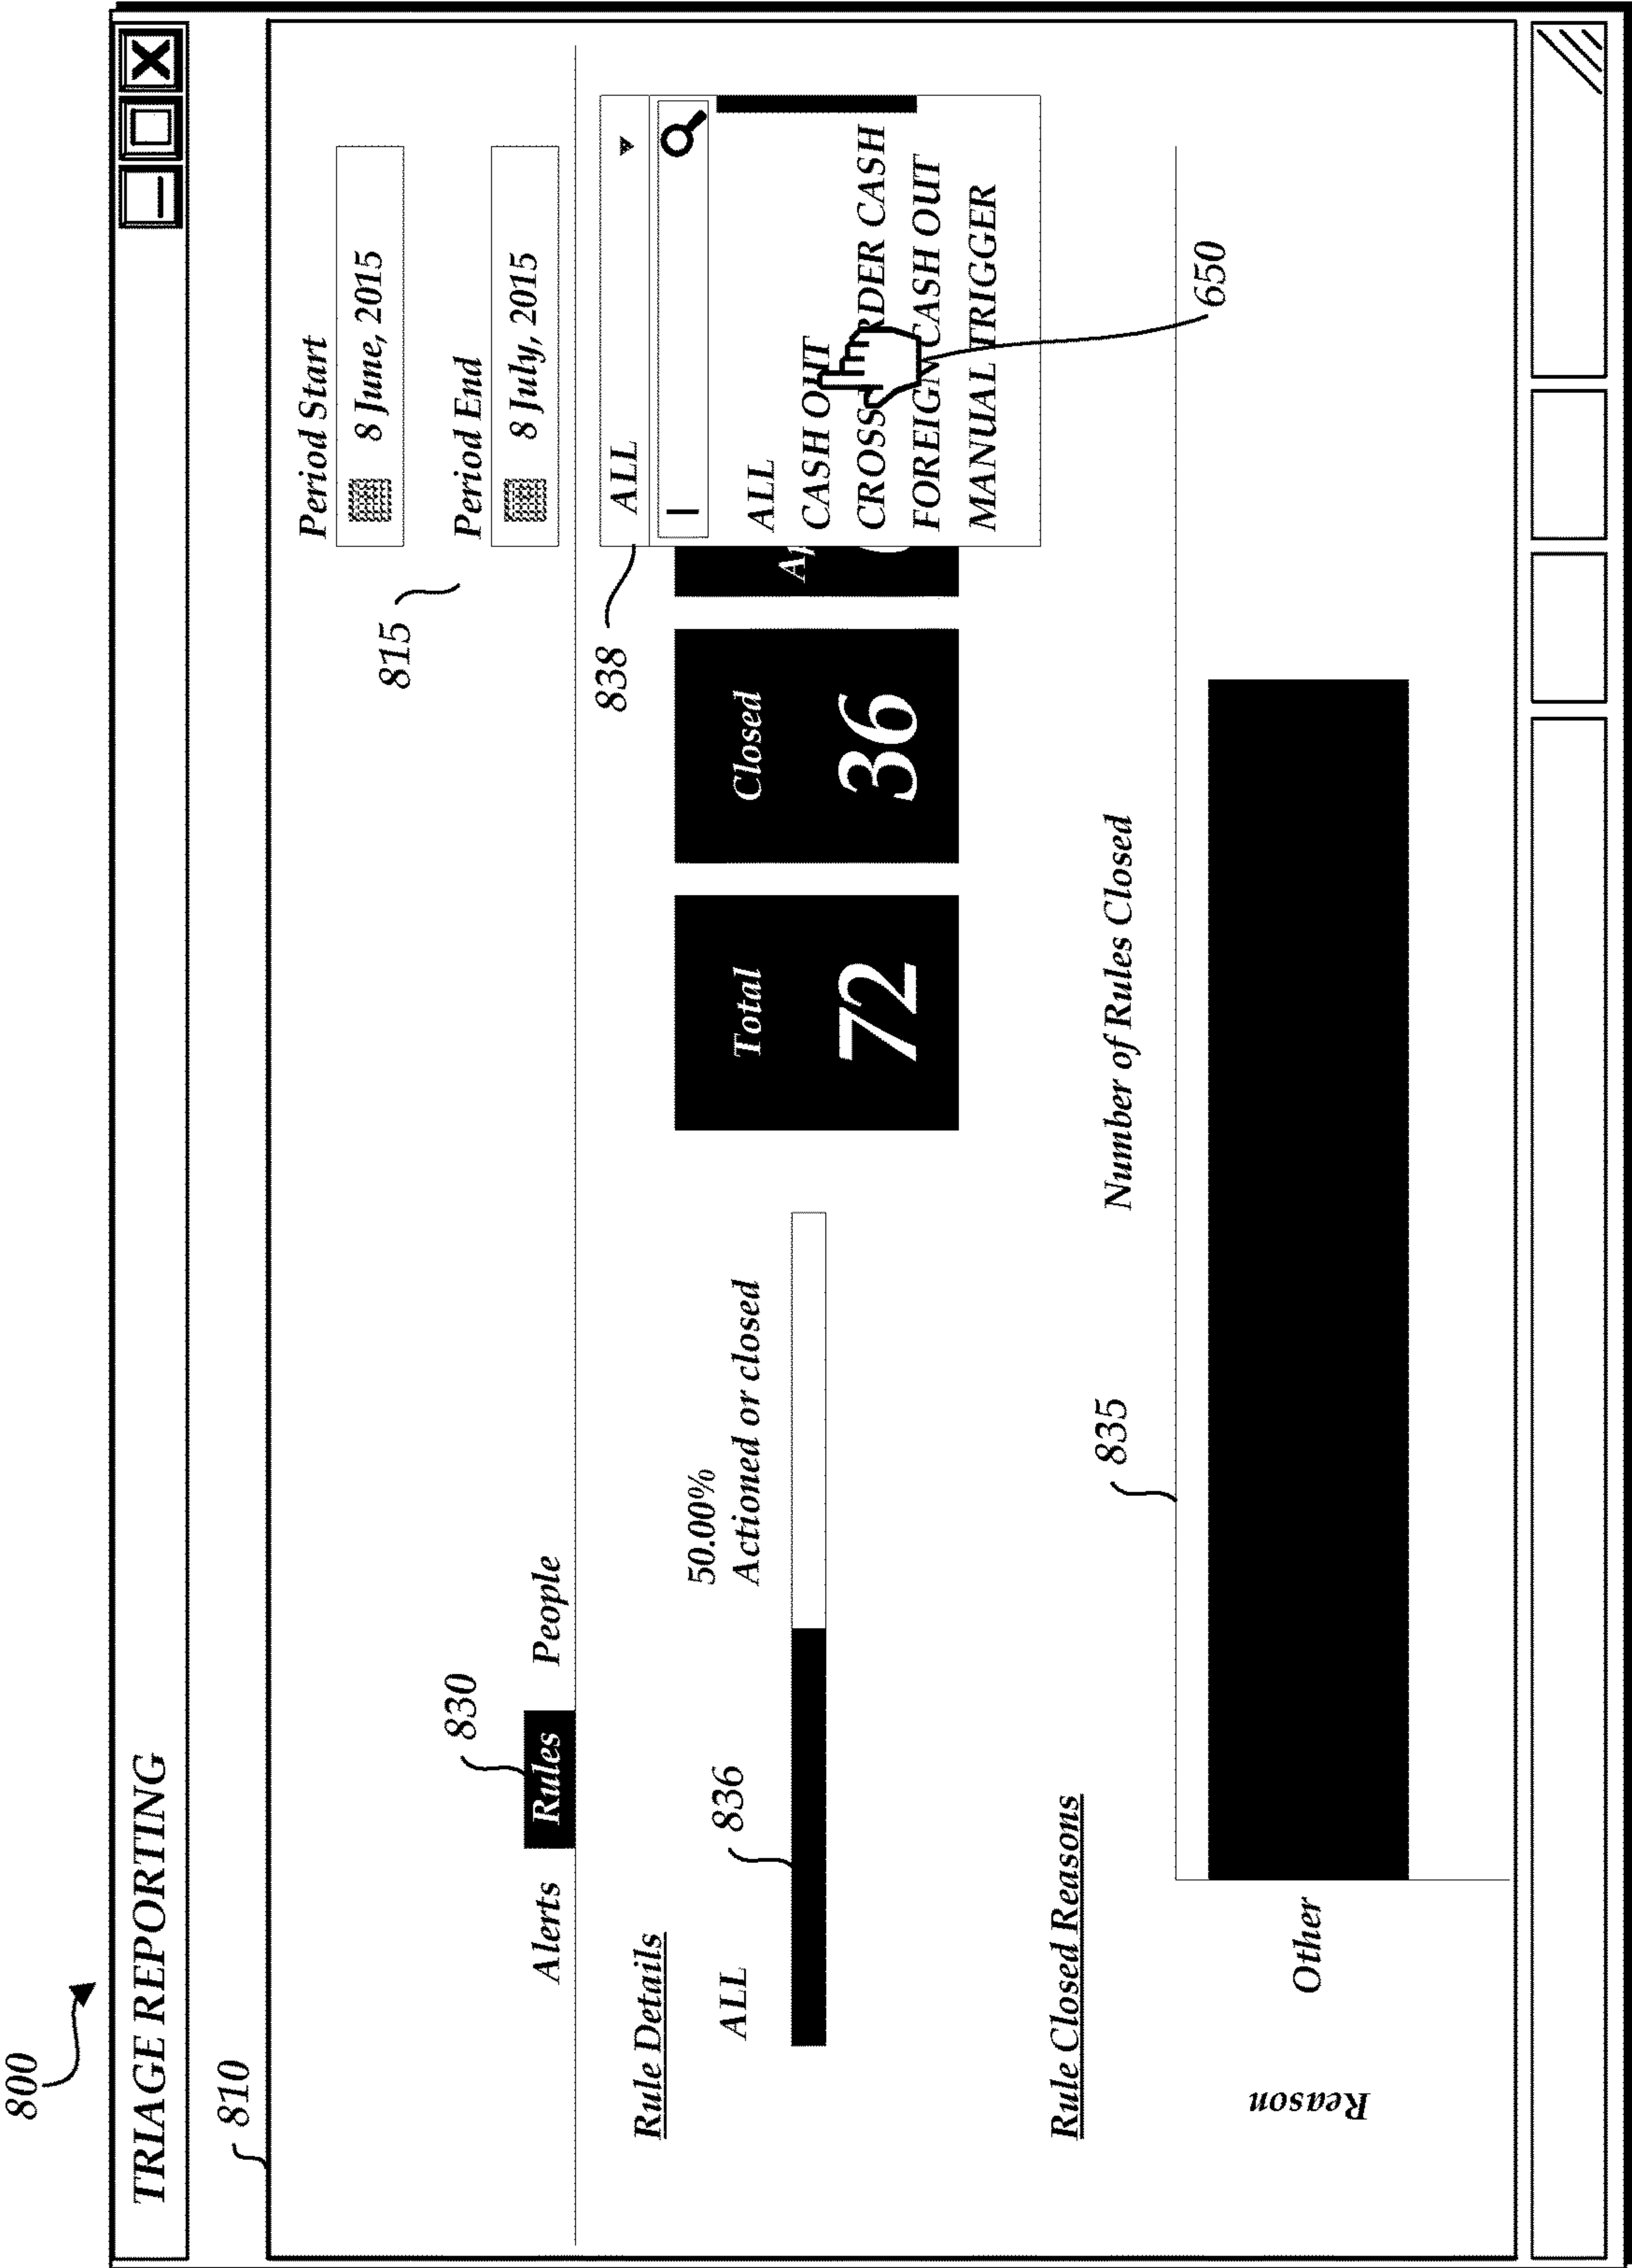 800
TRIAGE REPORTING
810
Period Start
8 June, 2015
815
Period End
8 July, 2015
830
Alerts Rules People
838
ALL
Rule Details
ALL
836
50.00%
Actioned or closed
Total
72
Closed
36
ALL
CASH OUT
FOREIGN CASH OUT
MANUAL TRIGGER
650
Rule Closed Reasons
835
Number of Rules Closed
Reason
Other